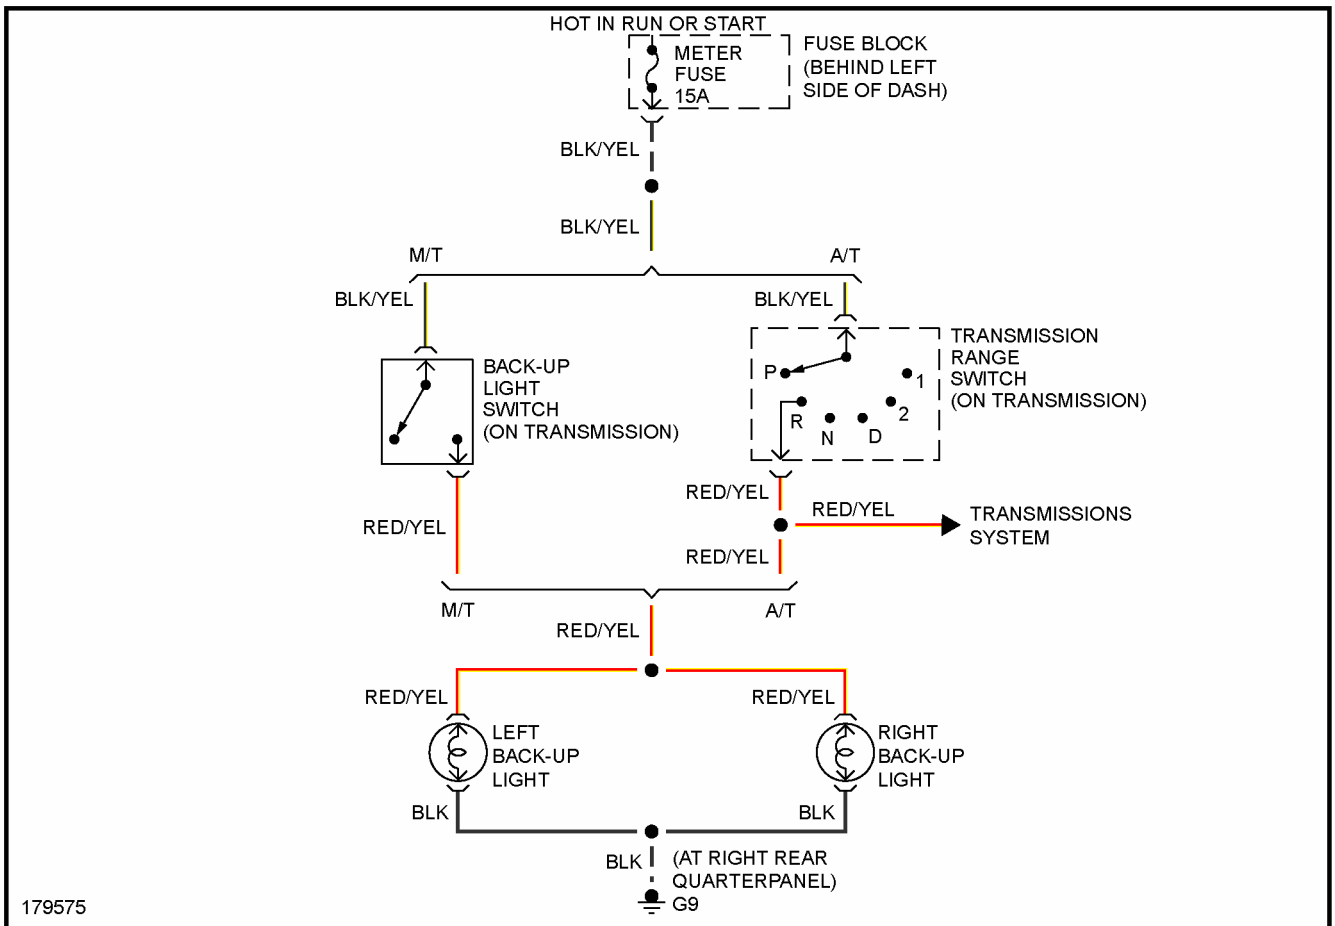 HOT IN RUN OR START
METER
FUSE
15A
FUSE BLOCK
(BEHIND LEFT
SIDE OF DASH)
BLK/YEL
BLK/YEL
M/T
A/T
BLK/YEL
BLK/YEL
BACK-UP
LIGHT
SWITCH
(ON TRANSMISSION)
P
R
N
D
2
1
TRANSMISSION
RANGE
SWITCH
(ON TRANSMISSION)
RED/YEL
RED/YEL
RED/YEL
TRANSMISSIONS
SYSTEM
RED/YEL
M/T
A/T
RED/YEL
RED/YEL
RED/YEL
LEFT
BACK-UP
LIGHT
RIGHT
BACK-UP
LIGHT
BLK
BLK
BLK
(AT RIGHT REAR
QUARTERPANEL)
G9
179575